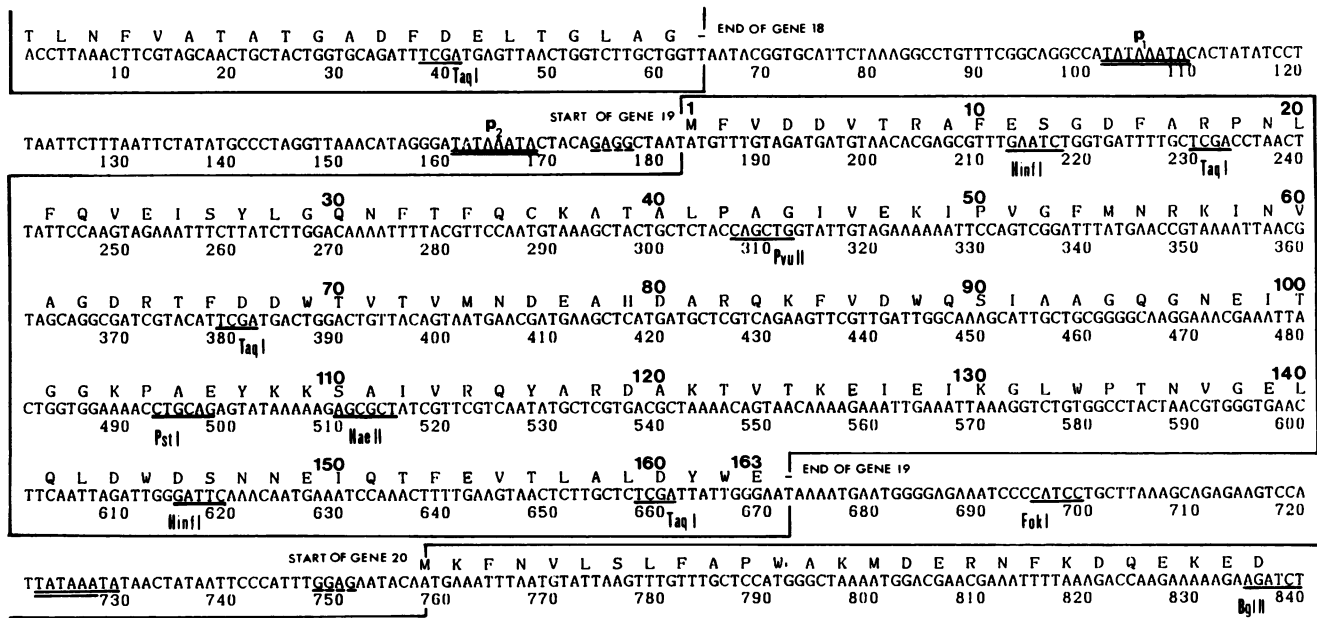 T L N F V A T A T G A D F D E L T G L A G - END OF GENE 18
P1
ACCTTAAACTTCGTAGCAACTGCTACTGGTGCAGATTTCGATGAGTTAACTGGTCTTGCTGGTTAATACGGTGCATTCTAAAGGCCTGTTTCGGCAGGCCATATAAATACACTATATCCT
10 20 30 40 50 60 70 80 90 100 110 120
TaqI
START OF GENE 19 1 10 20
P2 M F V D D V T R A F E S G D F A R P N L
TAATTCTTTAATTCTATATGCCCTAGGTTAACATAGGGATATAAATACTACAGAGGCTAATATGTTTGTAGATGATGTAACACGAGCGTTTGAATCTGGTGATTTTGCTCGACCTAACT
130 140 150 160 170 180 190 200 210 220 230 240
HinfI TaqI
30 40 50 60
F Q V E I S Y L G Q N F T F Q C K A T A L P A G I V E K I P V G F M N R K I N V
TATTCCAAGTAGAAATTTCTTATCTTGGACAAAATTTTACGTTCCAATGTAAAGCTACTGCTCTACCAGCTGGTATTGTAGAAAAAATTCCAGTCGGATTTATGAACCGTAAAATTAACG
250 260 270 280 290 300 310 320 330 340 350 360
PvuII
70 80 90 100
A G D R T F D D W T V T V M N D E A H D A R Q K F V D W Q S I A A G Q G N E I T
TAGCAGGCGATCGTACATTCGATGACTGGACTGTTACAGTAATGAACGATGAAGCTCATGATGCTCGTCAGAAGTTCGTTGATTGGCAAAGCATTGCTGCGGGGCAAGGAAACGAAATTA
370 380 390 400 410 420 430 440 450 460 470 480
TaqI
110 120 130 140
G G K P A E Y K K S A I V R Q Y A R D A K T V T K E I E I K G L W P T N V G E L
CTGGTGGAAAACCTGCAGAGTATAAAAAGAGCGCTATCGTTCGTCAATATGCTCGTGACGCTAAAACAGTAACAAAAGAAATTGAAATTAAAGGTCTGTGGCCTACTAACGTGGGTGAAC
490 500 510 520 530 540 550 560 570 580 590 600
PstI HaeII
150 160 163
Q L D W D S N N E I Q T F E V T L A L D Y W E - END OF GENE 19
TTCAATTAGATTGGGATTCAAACAATGAAATCCAAACTTTTGAAGTAACTCTTGCTCTCGATTATTGGGAATAAAATGAATGGGGAGAAATCCCCATCCTGCTTAAAGCAGAGAAGTCCA
610 620 630 640 650 660 670 680 690 700 710 720
HinfI TaqI FokI
START OF GENE 20 M K F N V L S L F A P W A K M D E R N F K D Q E K E D
TTATAAATATAACTATAATTCCCATTTGGAGAATACAATGAAATTTAATGTATTAAGTTTGTTTGCTCCATGGGCTAAAATGGACGAACGAAATTTTAAAGACCAAGAAAAAGAAGATCT
730 740 750 760 770 780 790 800 810 820 830 840
BglII